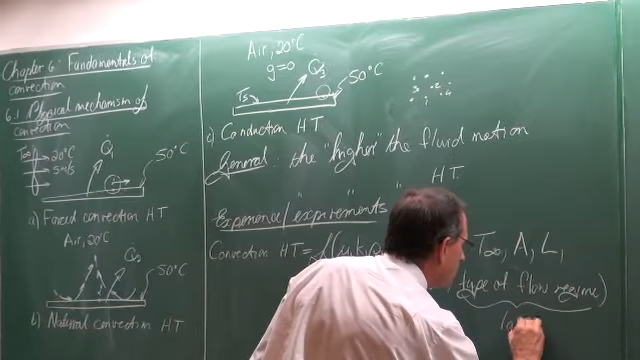 Chapter 6: Fundamentals of
convection
6.1 Physical mechanism of
convection
T∞
20°C
5m/s
Q̇1
50°C
a) Forced convection HT
Air, 20°C
Q̇2
50°C
b) Natural convection HT
Air, 20°C
g=0
Q̇3
50°C
Ts
c) Conduction HT
General: the "higher" the fluid motion
" " " HT
Experience/experiments
Convection HT = f(μ, k, ρ
T∞, A, L,
type of flow regime)
la